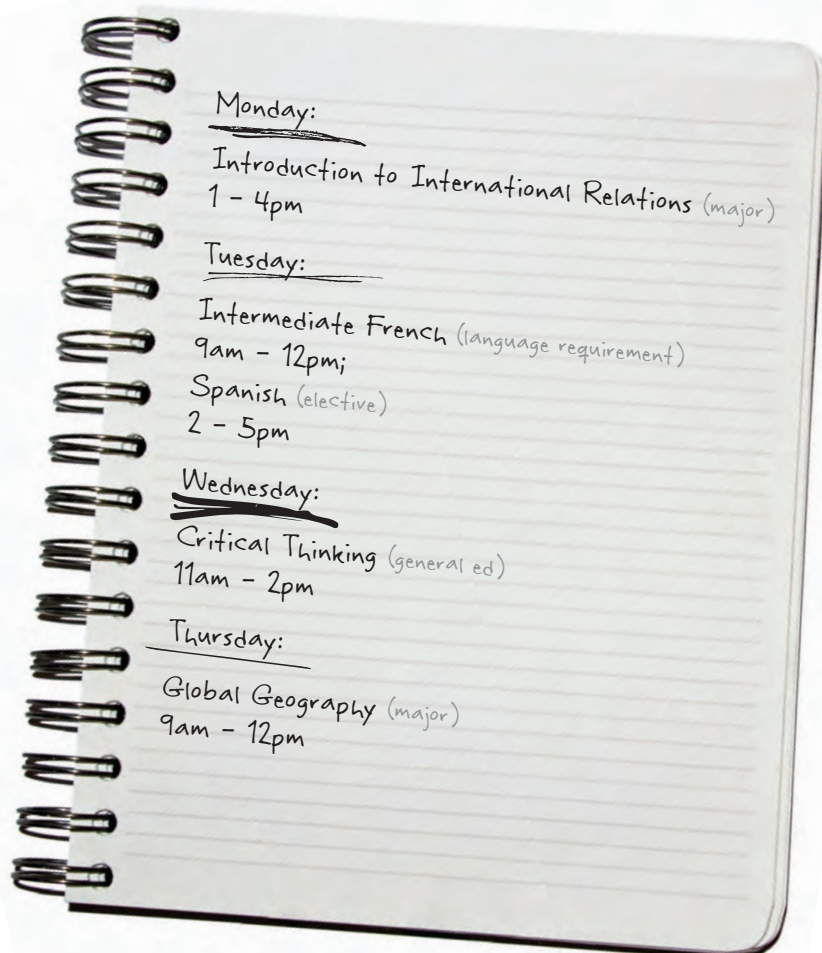 Monday:
Introduction to International Relations (major)
1 - 4pm
Tuesday:
Intermediate French (language requirement)
9am - 12pm;
Spanish (elective)
2 - 5pm
Wednesday:
Critical Thinking (general ed)
11am - 2pm
Thursday:
Global Geography (major)
9am - 12pm